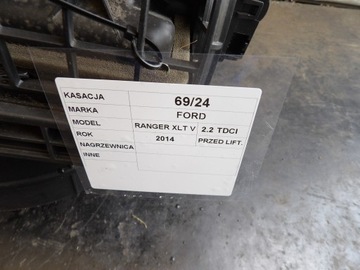 KASACJA 69/24
MARKA FORD
MODEL RANGER XLT V 2.2 TDCI
ROK 2014 PRZED LIFT.
NAGRZEWNICA
INNE